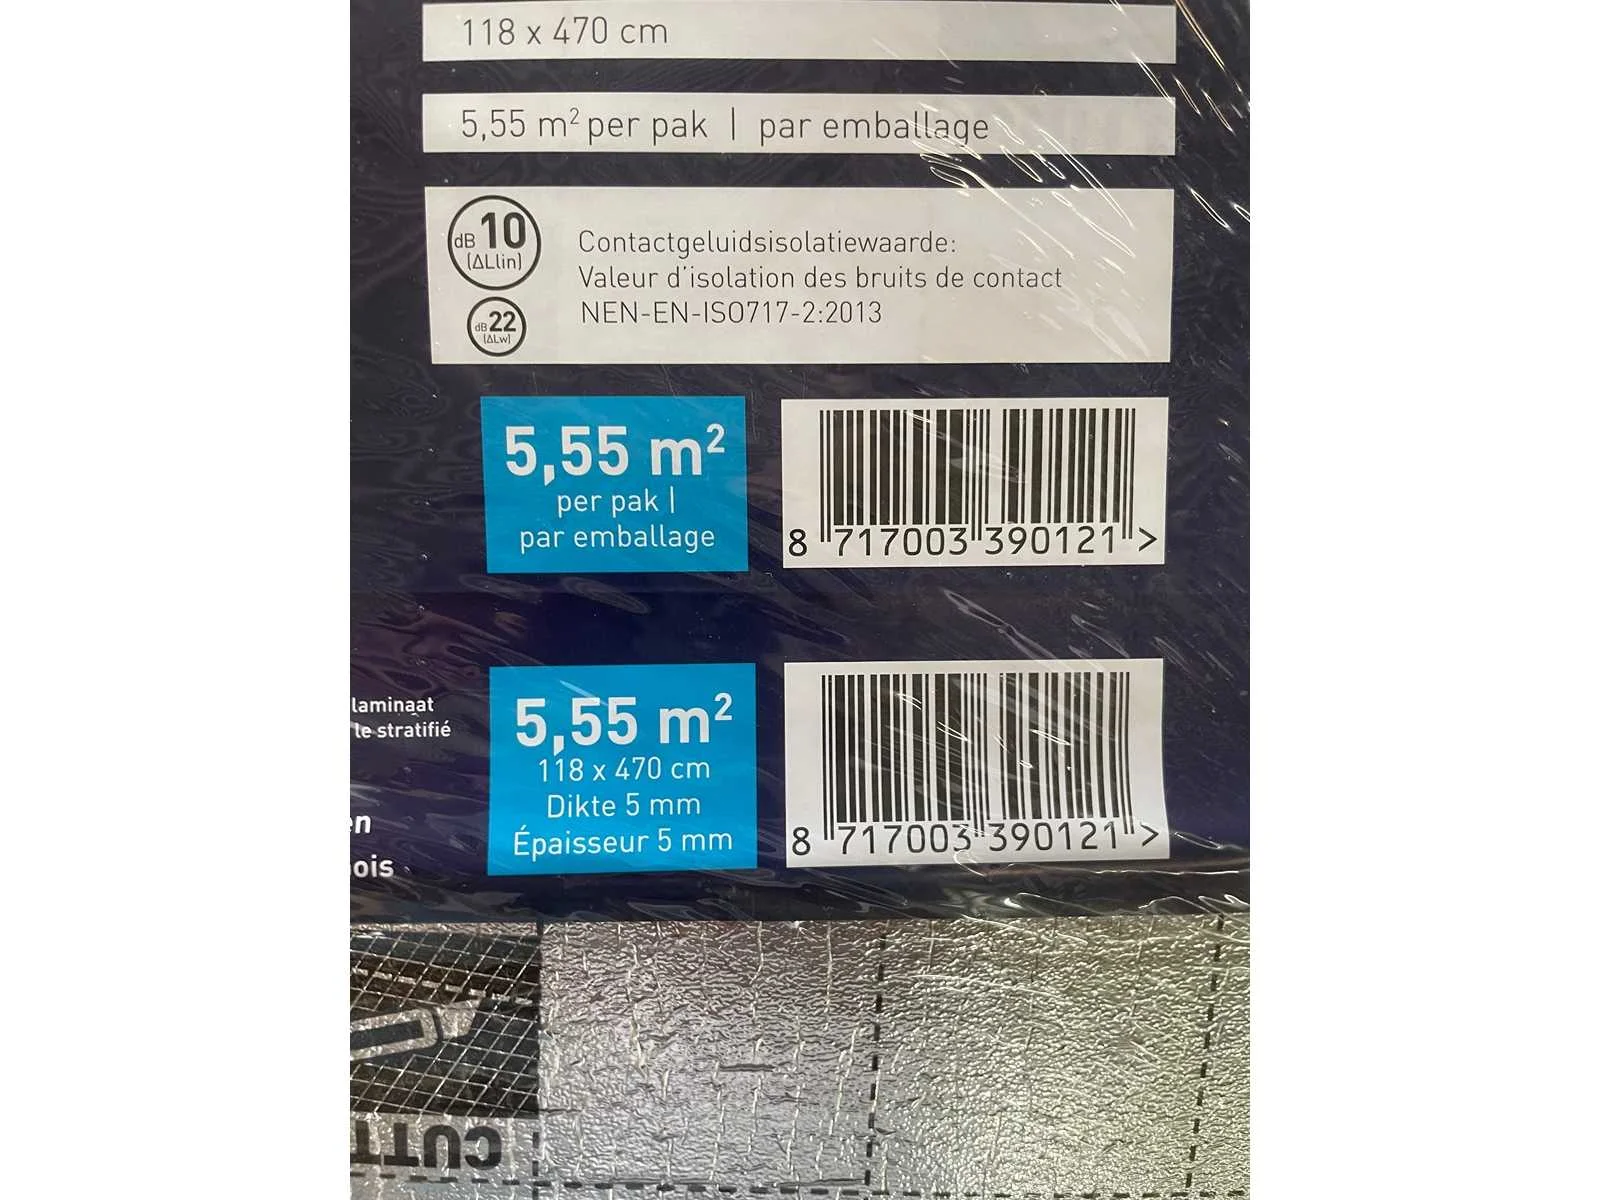 118 x 470 cm
5,55 m² per pak | par emballage
dB 10
(ΔLlin)
Contactgeluidsisolatiewaarde:
Valeur d'isolation des bruits de contact
NEN-EN-ISO717-2:2013
dB 22
(ΔLw)
5,55 m²
per pak |
par emballage
8 717003 390121 >
laminaat
le stratifié
en
ois
5,55 m²
118 x 470 cm
Dikte 5 mm
Épaisseur 5 mm
8 717003 390121 >
CUTT